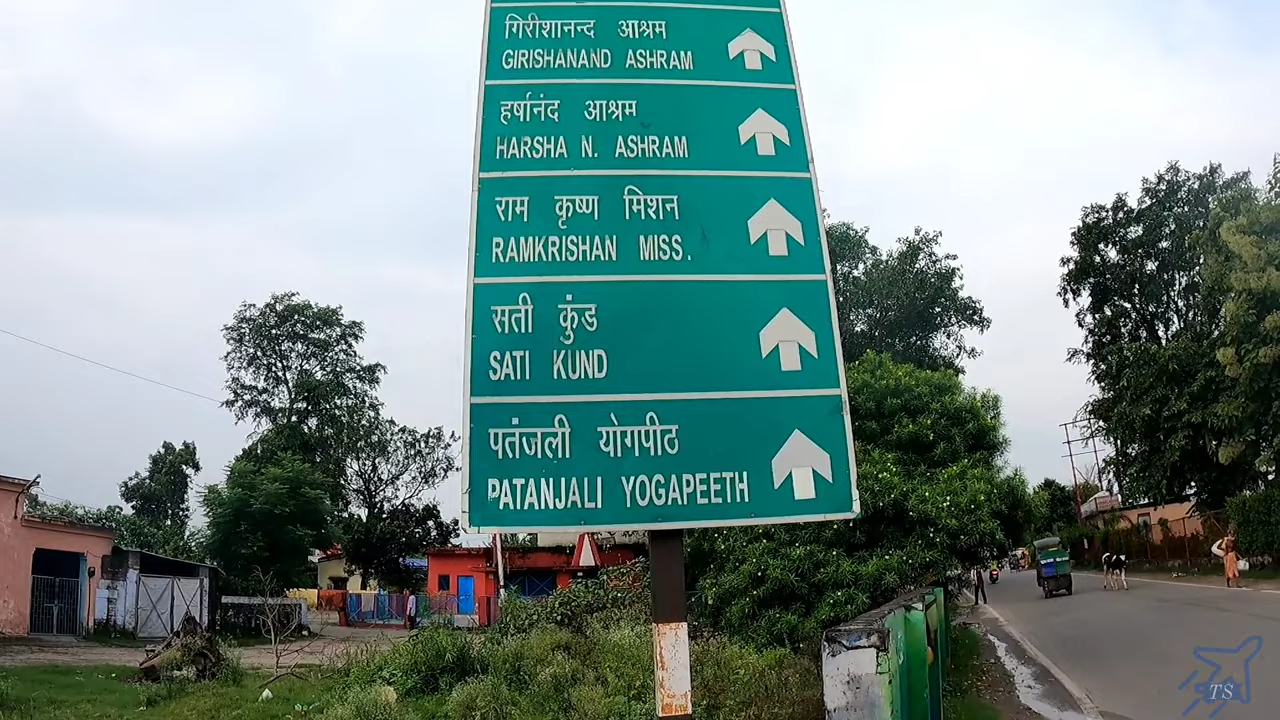 गिरीशानन्द आश्रम
GIRISHANAND ASHRAM
हर्षानंद आश्रम
HARSHA N. ASHRAM
राम कृष्ण मिशन
RAMKRISHAN MISS.
सती कुंड
SATI KUND
पतंजली योगपीठ
PATANJALI YOGAPEETH
TS